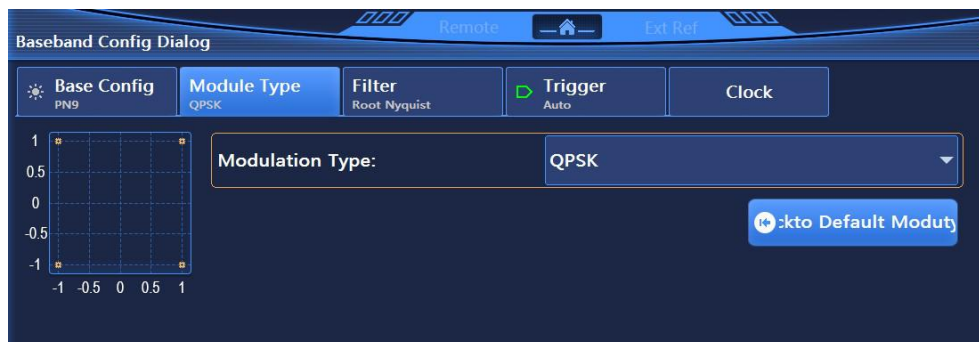 Remote
Ext Ref
Baseband Config Dialog
Base Config
PN9
Module Type
QPSK
Filter
Root Nyquist
Trigger
Auto
Clock
1
0.5
0
-0.5
-1
-1 -0.5 0 0.5 1
Modulation Type:
QPSK
kto Default Modut